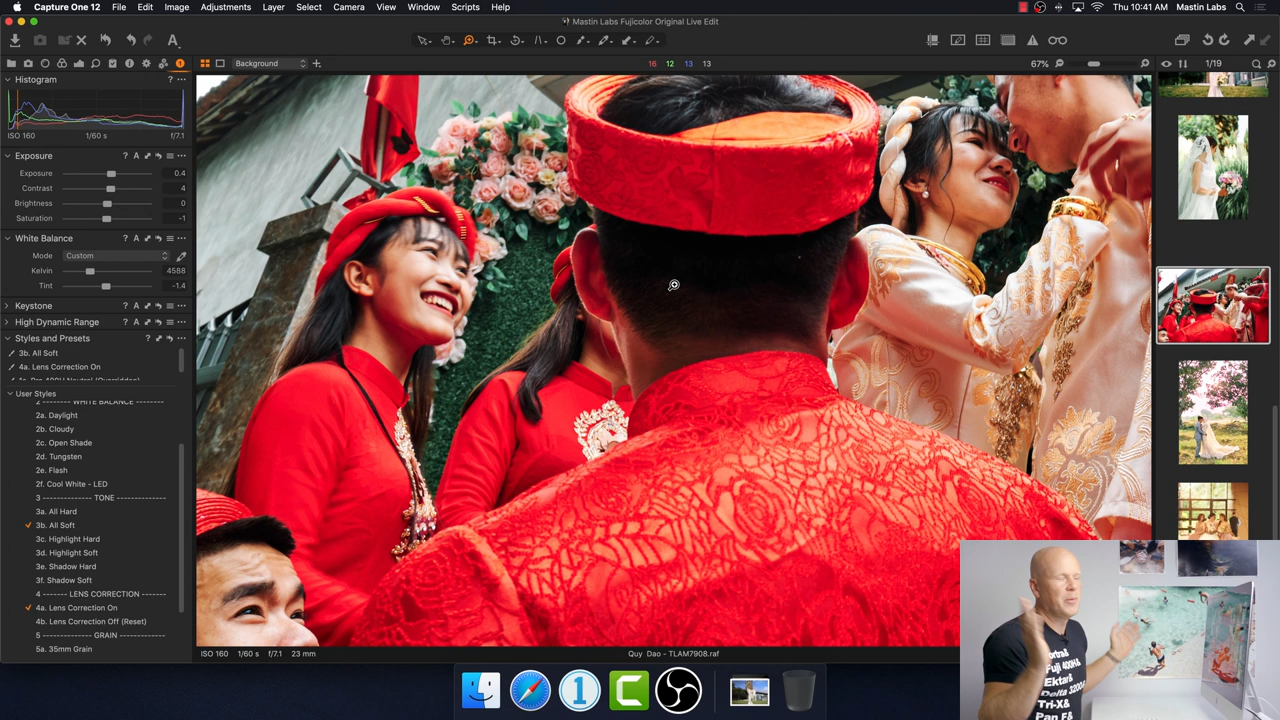 Capture One 12 File Edit View Image Adjustments Layer Select Camera View Window Scripts Help
Thu 10:41 AM Mastin Labs
Mastin Labs Fujicolor Original Live Edit
Background
16 12 13 13
67%
1/19
Histogram
ISO 160 1/60 s f/7.1
Exposure
Exposure 0.4
Contrast 4
Brightness 0
Saturation -1
White Balance
Mode Custom
Kelvin 4588
Tint -1.4
Keystone
High Dynamic Range
Styles and Presets
3b. All Soft
4a. Lens Correction On
User Styles
2 -------- WHITE BALANCE --------
2a. Daylight
2b. Cloudy
2c. Open Shade
2d. Tungsten
2e. Flash
2f. Cool White - LED
3 ------------- TONE --------------
3a. All Hard
3b. All Soft
3c. Highlight Hard
3d. Highlight Soft
3e. Shadow Hard
3f. Shadow Soft
4 ------- LENS CORRECTION -------
4a. Lens Correction On
4b. Lens Correction Off (Reset)
5 ------------- GRAIN -------------
5a. 35mm Grain
ISO 160 1/60 s f/7.1 23 mm
Quy Dao - TLAM7908.raf
Fuji 400H&
Ektar&
Delta 3200&
Tri-X&
Pan F&